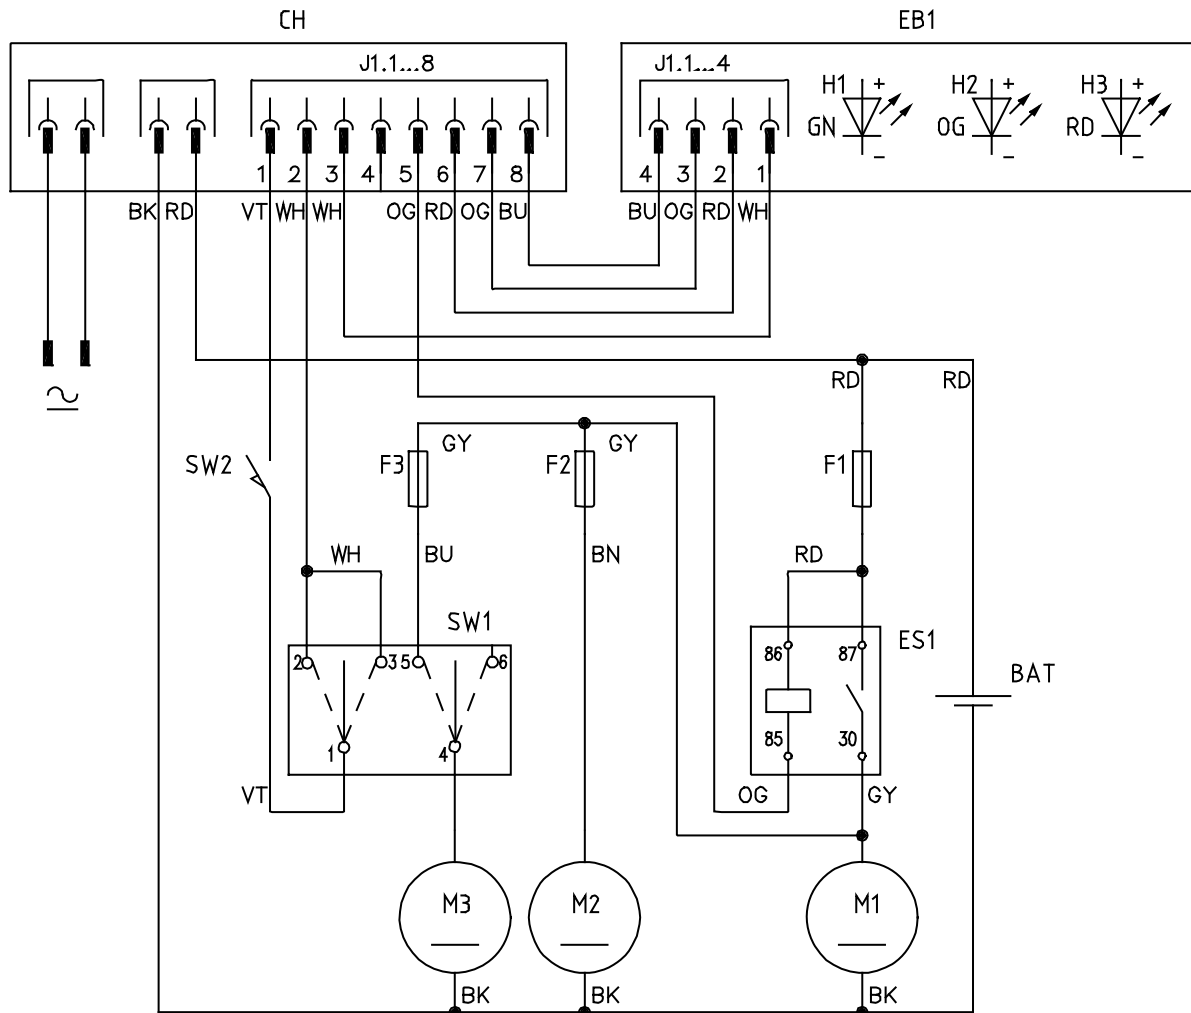 CH EB1
J1.1...8 J1.1...4
H1 + H2 + H3 +
GN OG RD
- - -
1 2 3 4 5 6 7 8 4 3 2 1
BK RD VT WH WH OG RD OG BU BU OG RD WH
RD RD
GY GY
SW2 F3 F2 F1
WH BU BN RD
SW1
ES1
2 3 5 6 86 87
BAT
1 4 85 30
VT OG GY
M3 M2 M1
BK BK BK